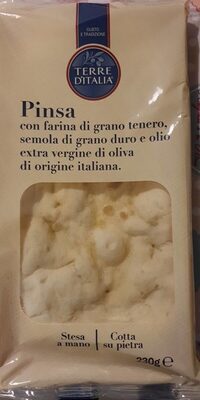 GUSTO
E TRADIZIONE
TERRE
D'ITALIA
Pinsa
con farina di grano tenero,
semola di grano duro e olio
extra vergine di oliva
di origine italiana.
Stesa Cotta
a mano su pietra
230g e